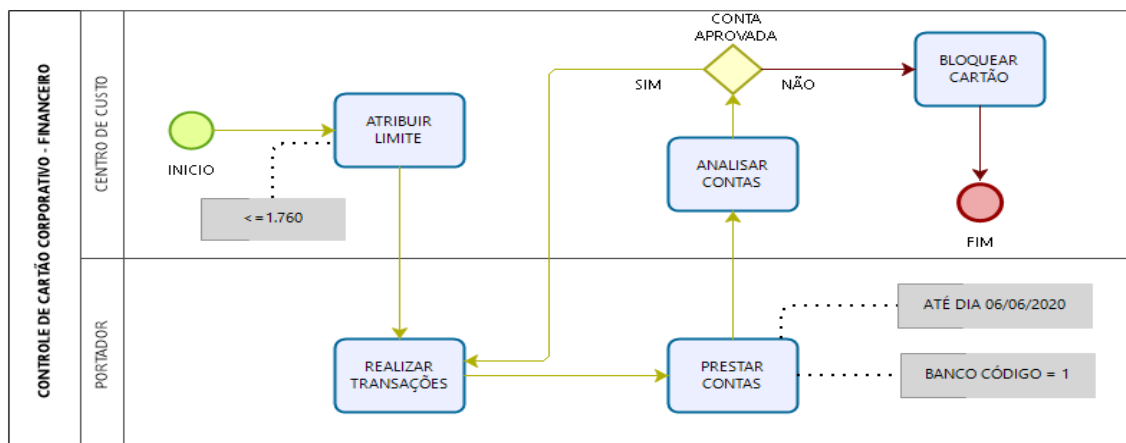 CONTROLE DE CARTÃO CORPORATIVO - FINANCEIRO
CENTRO DE CUSTO
INICIO
ATRIBUIR
LIMITE
<=1.760
CONTA
APROVADA
SIM
NÃO
ANALISAR
CONTAS
BLOQUEAR
CARTÃO
FIM
PORTADOR
REALIZAR
TRANSAÇÕES
PRESTAR
CONTAS
ATÉ DIA 06/06/2020
BANCO CÓDIGO = 1